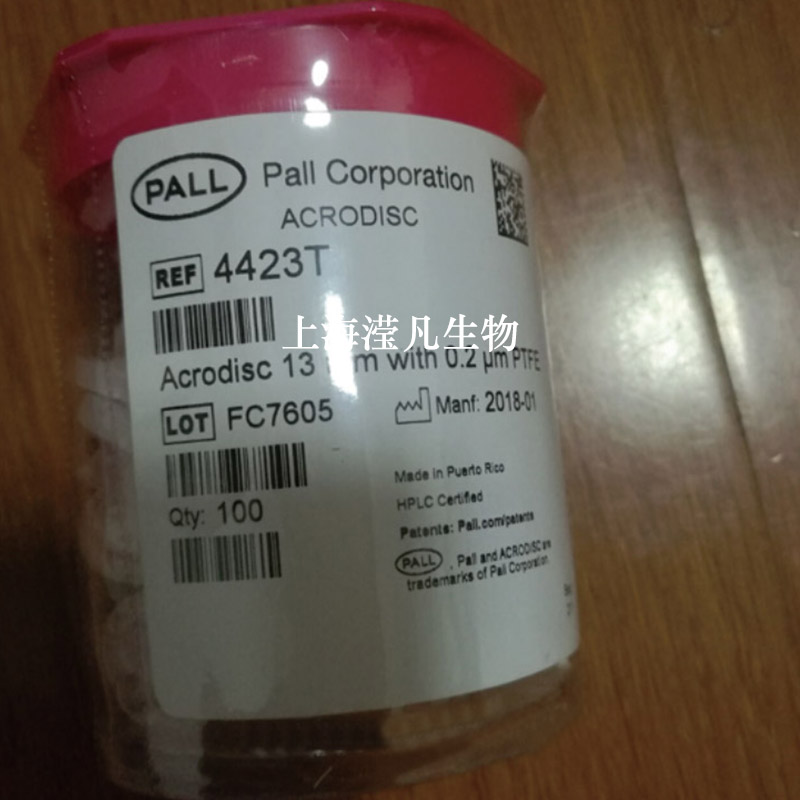 PALL Pall Corporation
ACRODISC
REF 4423T
上海滢凡生物
Acrodisc 13 mm with 0.2 µm PTFE
LOT FC7605
Manf: 2018-01
Made in Puerto Rico
HPLC Certified
Qty: 100
Patents: Pall.com/patents
PALL , Pall and ACRODISC are
trademarks of Pall Corporation